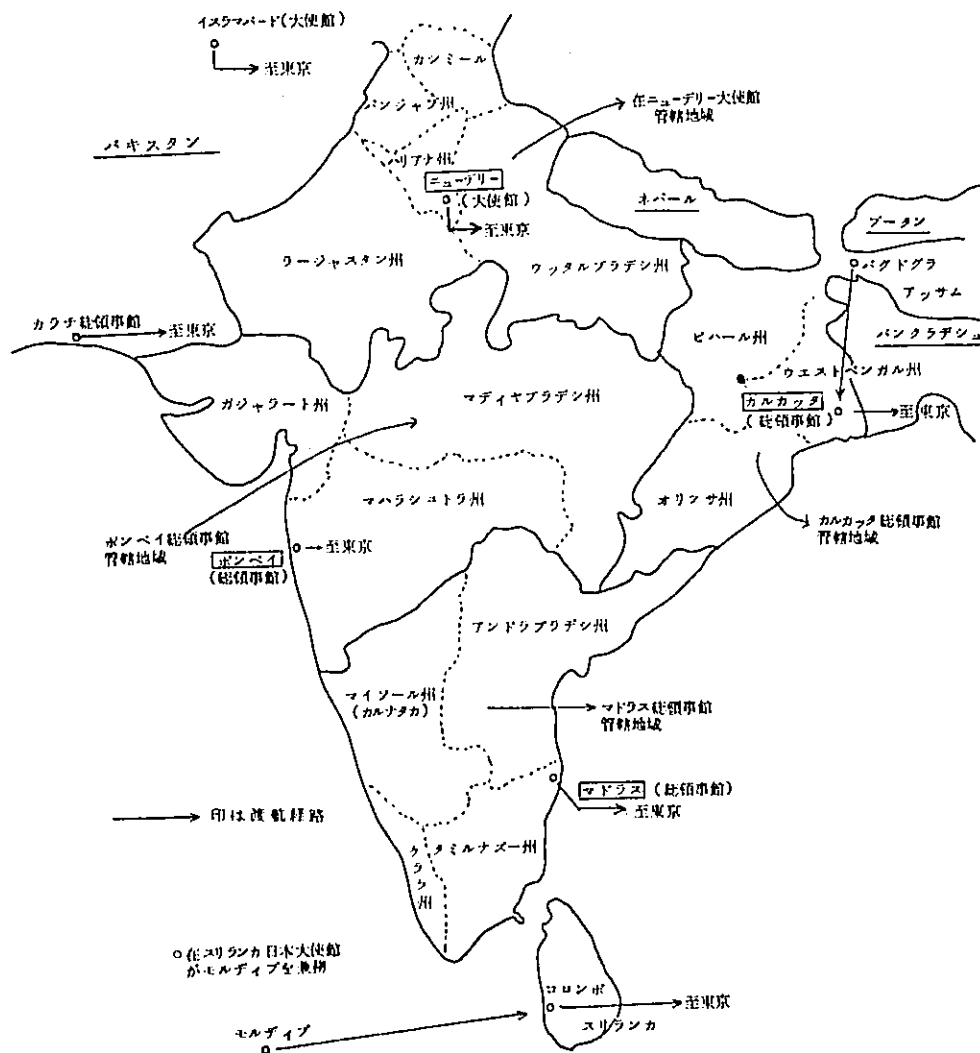 イスラマバード(大使館)
至東京
カシミール
パンジャブ州
在ニューデリー大使館
管轄地域
パキスタン
リアナ州
ニューデリー
(大使館)
至東京
ネパール
ブータン
バグドグラ
アッサム
バングラデシュ
ラージャスタン州
ウッタルプラデシ州
カラチ総領事館
至東京
ビハール州
ウエストベンガル州
ガジャラート州
マディヤプラデシ州
カルカッタ
(総領事館)
至東京
マハラシュトラ州
オリッサ州
カルカッタ総領事館
管轄地域
ボンベイ総領事館
管轄地域
ボンベイ
(総領事館)
至東京
アンドラプラデシ州
マイソール州
(カルナタカ)
マドラス総領事館
管轄地域
マドラス (総領事館)
至東京
印は渡航経路
タミルナズー州
在スリランカ日本大使館
がモルディブを兼轄
コロンボ
至東京
スリランカ
モルディブ